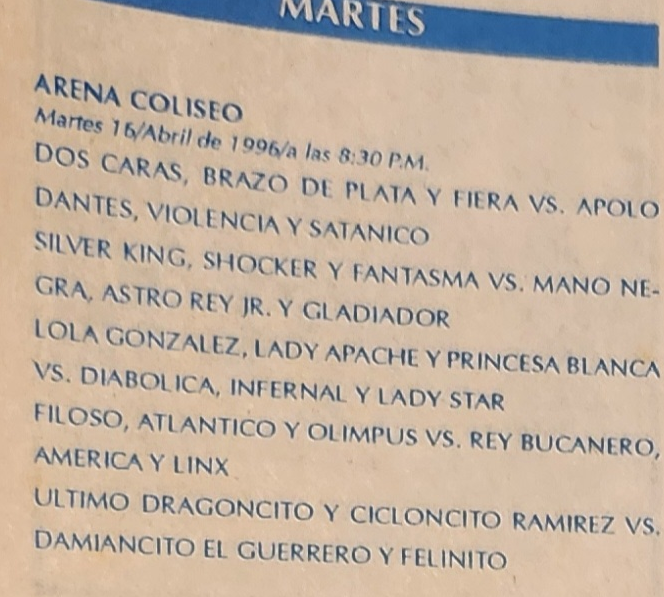 MARTES
ARENA COLISEO
Martes 16/Abril de 1996/a las 8:30 P.M.
DOS CARAS, BRAZO DE PLATA Y FIERA VS. APOLO
DANTES, VIOLENCIA Y SATANICO
SILVER KING, SHOCKER Y FANTASMA VS. MANO NE-
GRA, ASTRO REY JR. Y GLADIADOR
LOLA GONZALEZ, LADY APACHE Y PRINCESA BLANCA
VS. DIABOLICA, INFERNAL Y LADY STAR
FILOSO, ATLANTICO Y OLIMPUS VS. REY BUCANERO,
AMERICA Y LINX
ULTIMO DRAGONCITO Y CICLONCITO RAMIREZ VS.
DAMIANCITO EL GUERRERO Y FELINITO